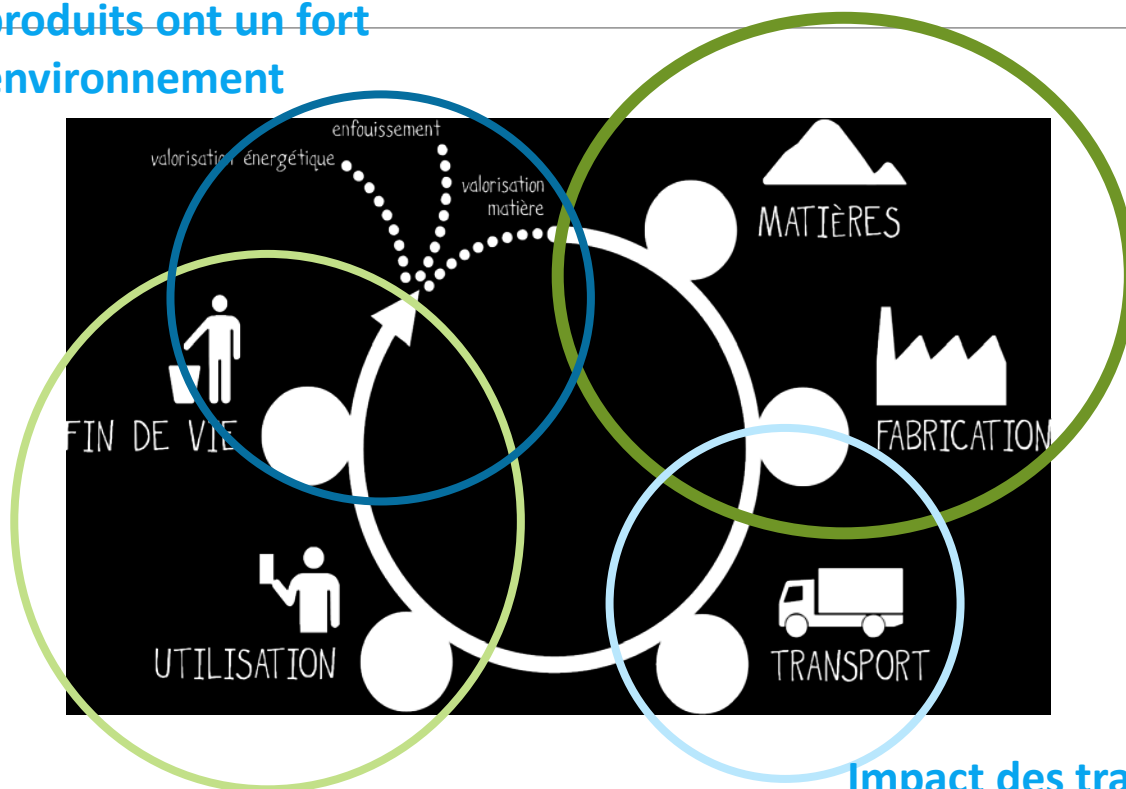 produits ont un fort
environnement
enfouissement
valorisation énergétique
valorisation
matière
MATIÈRES
FIN DE VIE
FABRICATION
UTILISATION
TRANSPORT
Impact des tra